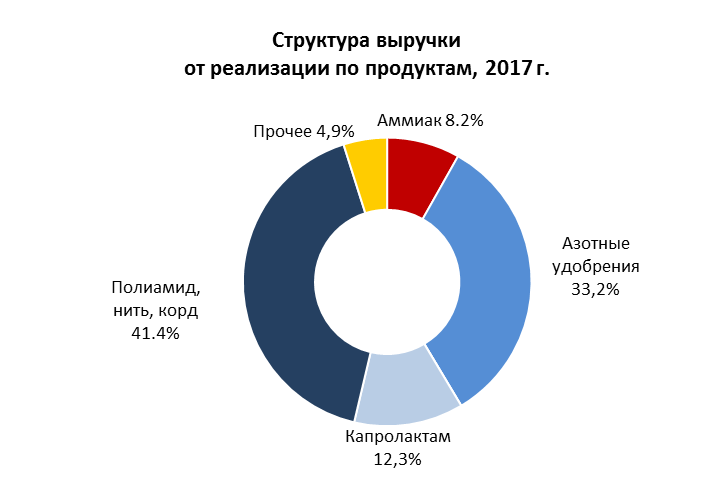 Структура выручки
от реализации по продуктам, 2017 г.
Аммиак 8.2%
Прочее 4,9%
Азотные
удобрения
33,2%
Полиамид,
нить, корд
41.4%
Капролактам
12,3%